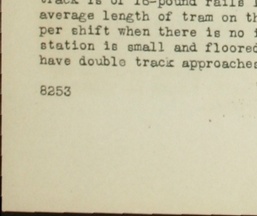 track is of 16-pound rails
average length of tram on th
per shift when there is no
station is small and floored
have double track approaches
8253